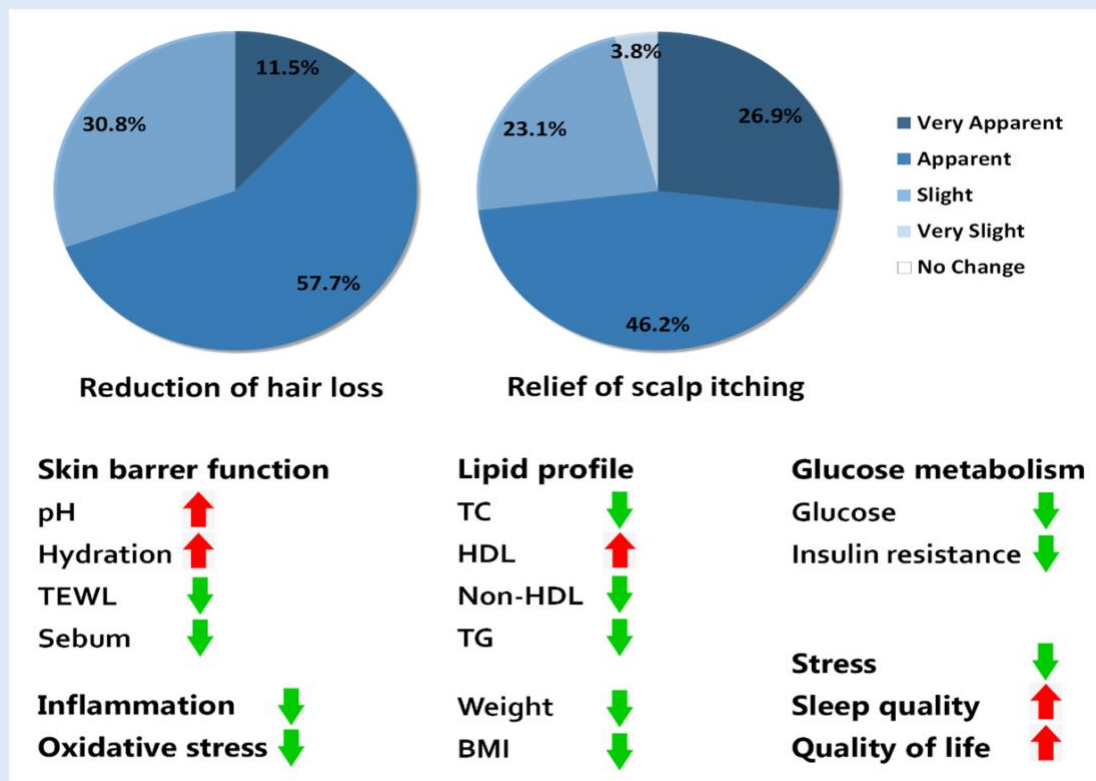 11.5%
30.8%
57.7%
Reduction of hair loss
3.8%
26.9%
23.1%
46.2%
Relief of scalp itching
Very Apparent
Apparent
Slight
Very Slight
No Change
Skin barrer function
pH
Hydration
TEWL
Sebum
Inflammation
Oxidative stress
Lipid profile
TC
HDL
Non-HDL
TG
Weight
BMI
Glucose metabolism
Glucose
Insulin resistance
Stress
Sleep quality
Quality of life